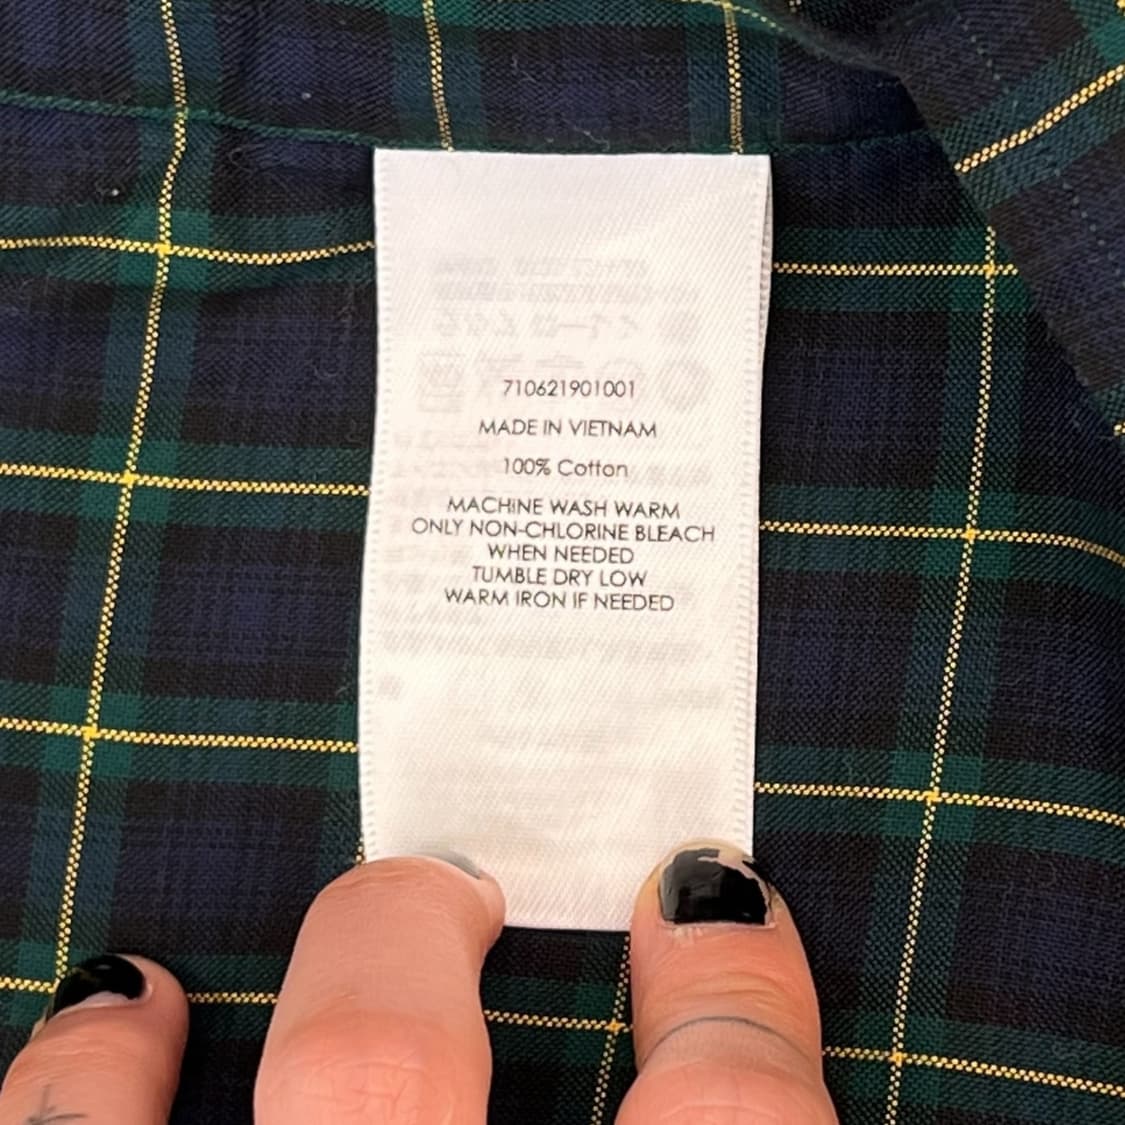 710621901001
MADE IN VIETNAM
100% Cotton
MACHINE WASH WARM
ONLY NON-CHLORINE BLEACH
WHEN NEEDED
TUMBLE DRY LOW
WARM IRON IF NEEDED